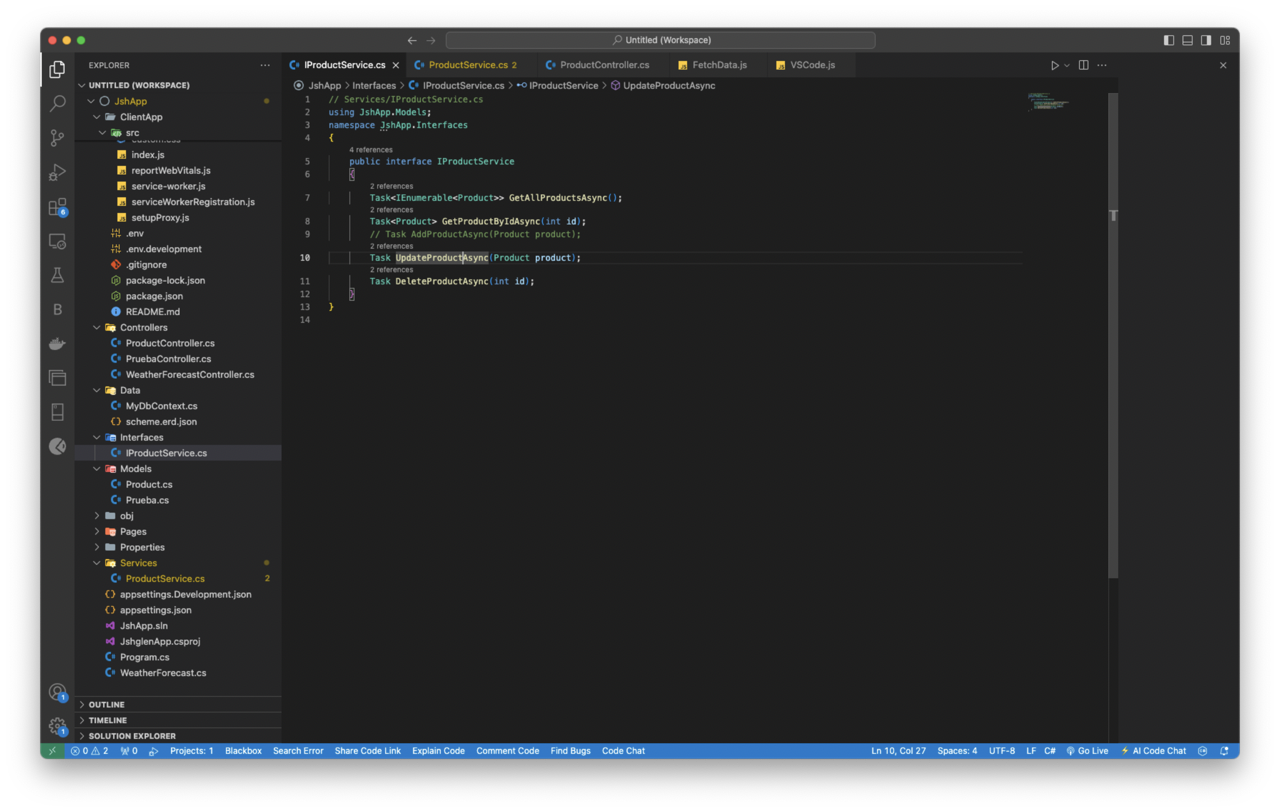 Untitled (Workspace)
EXPLORER
UNTITLED (WORKSPACE)
JshApp
ClientApp
src
custom.css
index.js
reportWebVitals.js
service-worker.js
serviceWorkerRegistration.js
setupProxy.js
.env
.env.development
.gitignore
package-lock.json
package.json
README.md
Controllers
ProductController.cs
PruebaController.cs
WeatherForecastController.cs
Data
MyDbContext.cs
scheme.erd.json
Interfaces
IProductService.cs
Models
Product.cs
Prueba.cs
obj
Pages
Properties
Services
ProductService.cs 2
appsettings.Development.json
appsettings.json
JshApp.sln
JshglenApp.csproj
Program.cs
WeatherForecast.cs
OUTLINE
TIMELINE
SOLUTION EXPLORER
6
B
1
1
IProductService.cs ProductService.cs 2 ProductController.cs FetchData.js VSCode.js
JshApp > Interfaces > IProductService.cs > IProductService > UpdateProductAsync
1 // Services/IProductService.cs
2 using JshApp.Models;
3 namespace JshApp.Interfaces
4 {
4 references
5 public interface IProductService
6 {
2 references
7 Task<IEnumerable<Product>> GetAllProductsAsync();
2 references
8 Task<Product> GetProductByIdAsync(int id);
9 // Task AddProductAsync(Product product);
2 references
10 Task UpdateProductAsync(Product product);
2 references
11 Task DeleteProductAsync(int id);
12 }
13 }
14
0 2 0 Projects: 1 Blackbox Search Error Share Code Link Explain Code Comment Code Find Bugs Code Chat Ln 10, Col 27 Spaces: 4 UTF-8 LF C# Go Live AI Code Chat